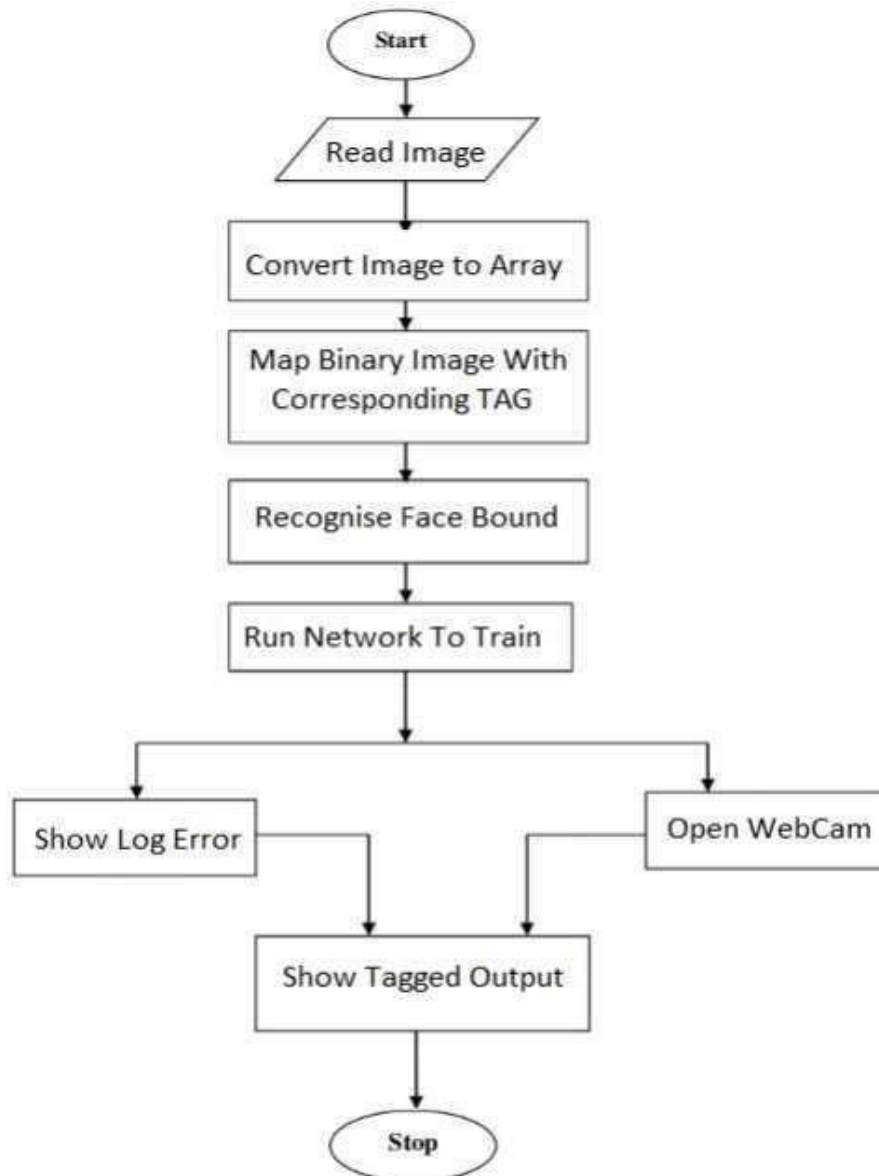 Start
Read Image
Convert Image to Array
Map Binary Image With
Corresponding TAG
Recognise Face Bound
Run Network To Train
Show Log Error
Open WebCam
Show Tagged Output
Stop